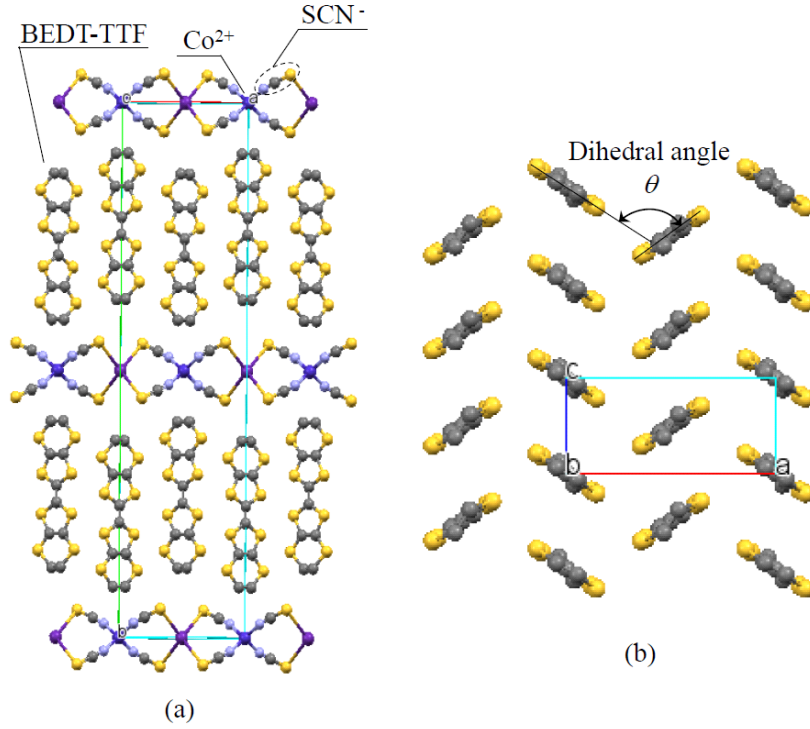 SCN⁻
BEDT-TTF
Co²⁺
c
a
b
(a)
Dihedral angle
θ
c
b
a
(b)